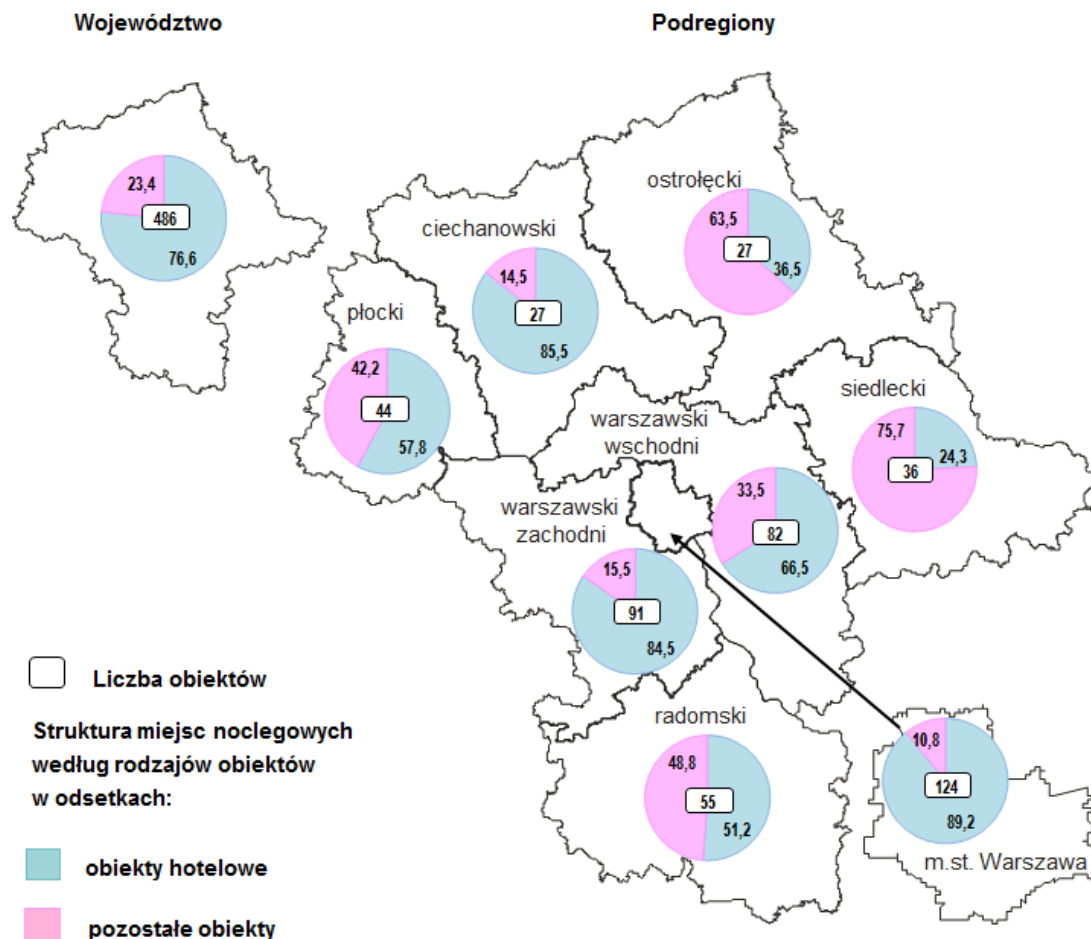 Województwo
Podregiony
23,4
486
76,6
ostrołęcki
63,5
27
36,5
ciechanowski
14,5
27
85,5
płocki
42,2
44
57,8
siedlecki
75,7
36
24,3
warszawski
wschodni
33,5
82
66,5
warszawski
zachodni
15,5
91
84,5
radomski
48,8
55
51,2
10,8
124
89,2
m.st. Warszawa
Liczba obiektów
Struktura miejsc noclegowych
według rodzajów obiektów
w odsetkach:
obiekty hotelowe
pozostałe obiekty